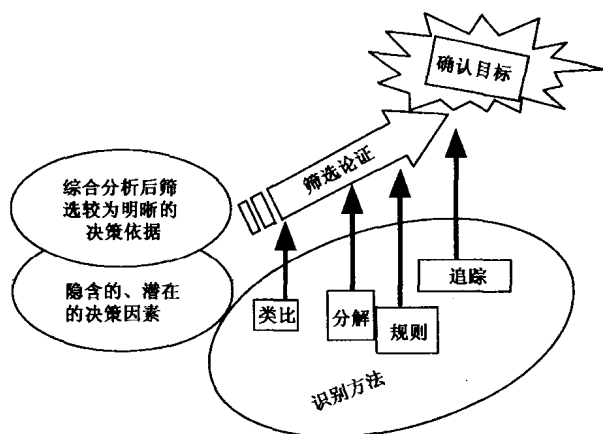 确认目标
筛选论证
综合分析后筛
选较为明晰的
决策依据
隐含的、潜在
的决策因素
类比
分解
规则
追踪
识别方法